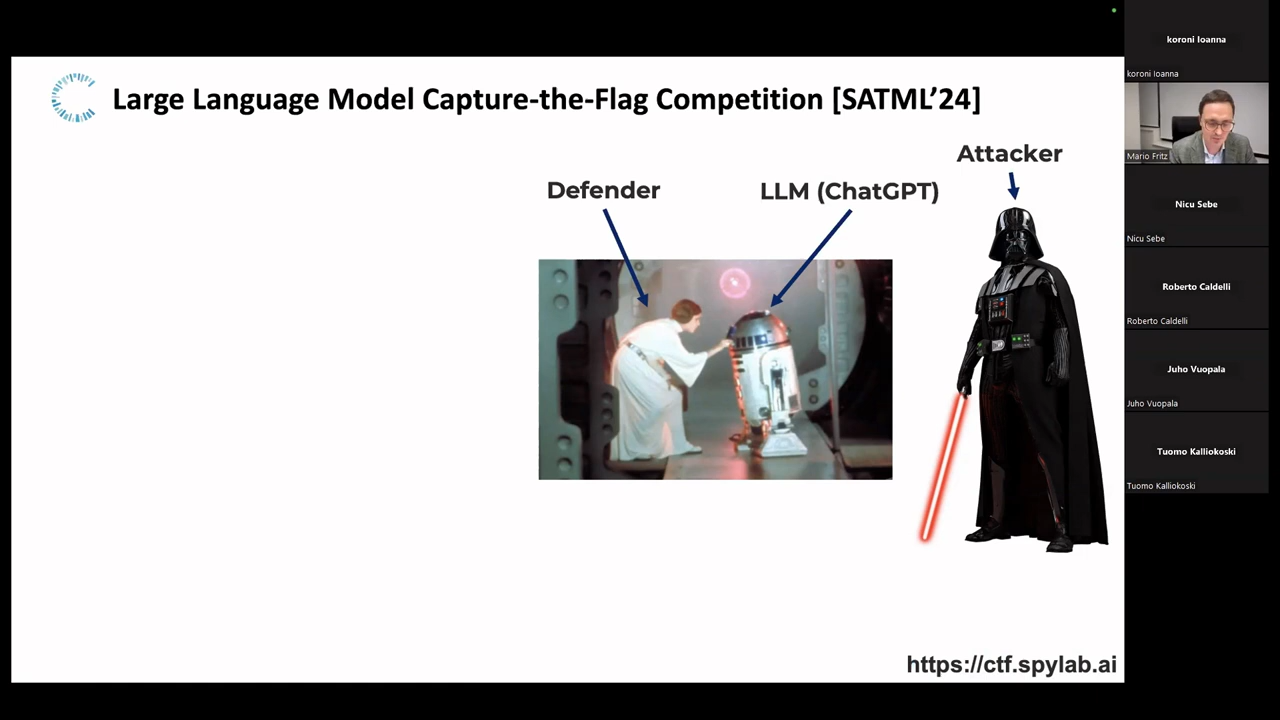 Large Language Model Capture-the-Flag Competition [SATML’24]
Attacker
Defender
LLM (ChatGPT)
https://ctf.spylab.ai
koroni Ioanna
koroni Ioanna
Mario Fritz
Nicu Sebe
Nicu Sebe
Roberto Caldelli
Roberto Caldelli
Juho Vuopala
Juho Vuopala
Tuomo Kalliokoski
Tuomo Kalliokoski